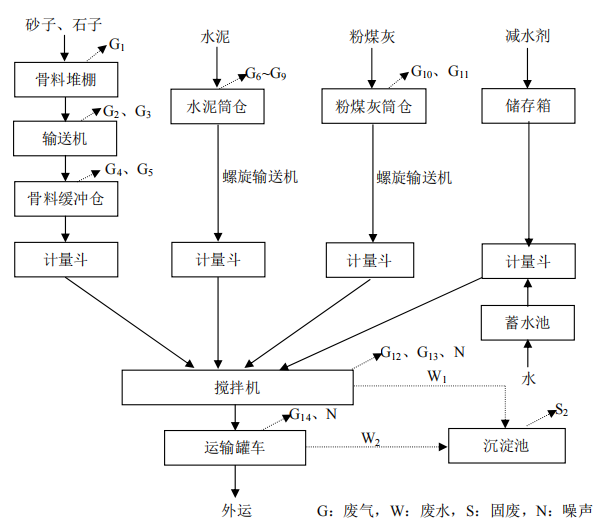 砂子、石子
水泥
粉煤灰
减水剂
G1
G6~G9
G10、G11
骨料堆棚
水泥筒仓
粉煤灰筒仓
储存箱
G2、G3
输送机
G4、G5
螺旋输送机
螺旋输送机
骨料缓冲仓
计量斗
计量斗
计量斗
计量斗
蓄水池
水
G12、G13、N
搅拌机
W1
G14、N
S2
运输罐车
W2
沉淀池
外运
G：废气，W：废水，S：固废，N：噪声